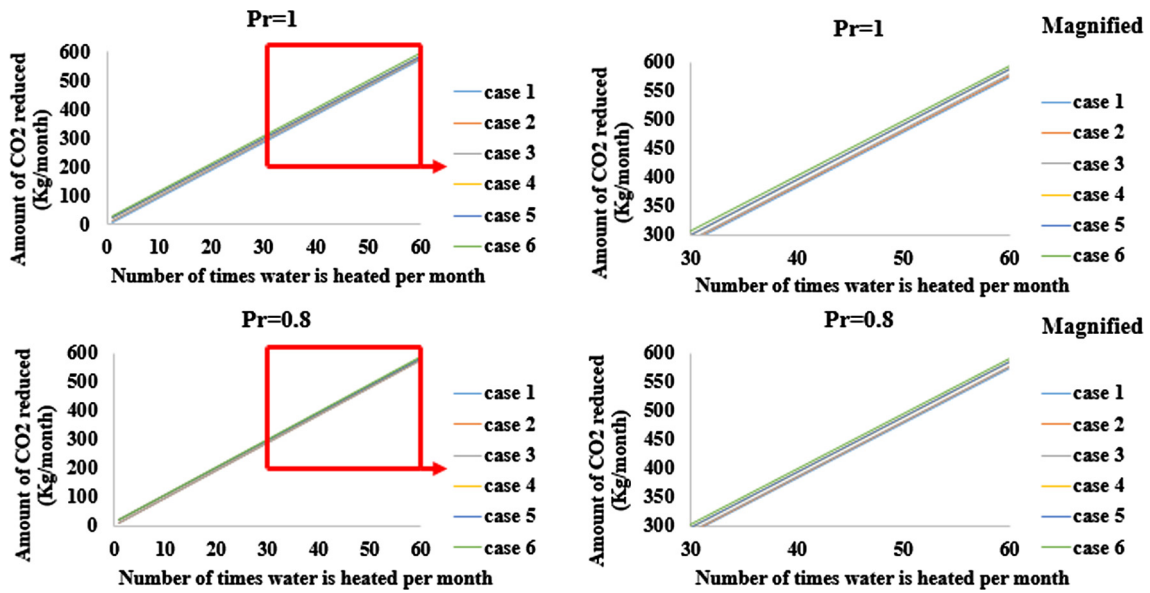 Pr=1
Amount of CO2 reduced
(Kg/month)
600
500
400
300
200
100
0
0 10 20 30 40 50 60
Number of times water is heated per month
case 1
case 2
case 3
case 4
case 5
case 6
Pr=1
Magnified
Amount of CO2 reduced
(Kg/month)
600
550
500
450
400
350
300
30 40 50 60
Number of times water is heated per month
case 1
case 2
case 3
case 4
case 5
case 6
Pr=0.8
Amount of CO2 reduced
(Kg/month)
600
500
400
300
200
100
0
0 10 20 30 40 50 60
Number of times water is heated per month
case 1
case 2
case 3
case 4
case 5
case 6
Pr=0.8
Magnified
Amount of CO2 reduced
(Kg/month)
600
550
500
450
400
350
300
30 40 50 60
Number of times water is heated per month
case 1
case 2
case 3
case 4
case 5
case 6